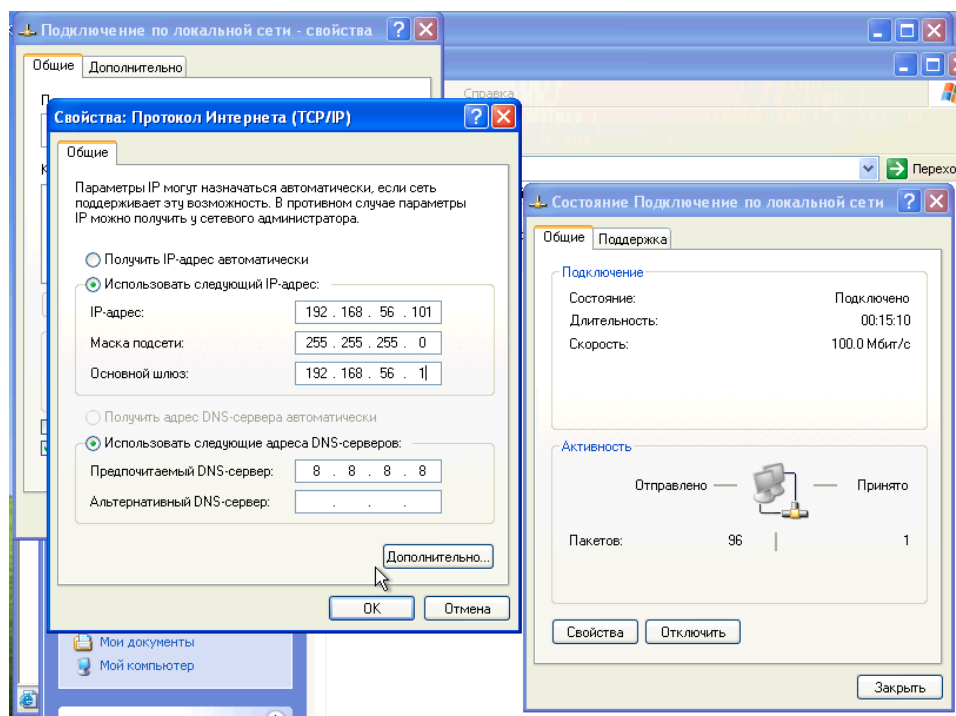 Подключение по локальной сети - свойства
Общие
Дополнительно
Справка
Переход
Свойства: Протокол Интернета (TCP/IP)
Общие
Параметры IP могут назначаться автоматически, если сеть
поддерживает эту возможность. В противном случае параметры
IP можно получить у сетевого администратора.
Получить IP-адрес автоматически
Использовать следующий IP-адрес:
IP-адрес: 192 . 168 . 56 . 101
Маска подсети: 255 . 255 . 255 . 0
Основной шлюз: 192 . 168 . 56 . 1
Получить адрес DNS-сервера автоматически
Использовать следующие адреса DNS-серверов:
Предпочитаемый DNS-сервер: 8 . 8 . 8 . 8
Альтернативный DNS-сервер: . . .
Дополнительно...
OK
Отмена
Мои документы
Мой компьютер
Состояние Подключение по локальной сети
Общие
Поддержка
Подключение
Состояние: Подключено
Длительность: 00:15:10
Скорость: 100.0 Мбит/с
Активность
Отправлено
Принято
Пакетов: 96 | 1
Свойства
Отключить
Закрыть